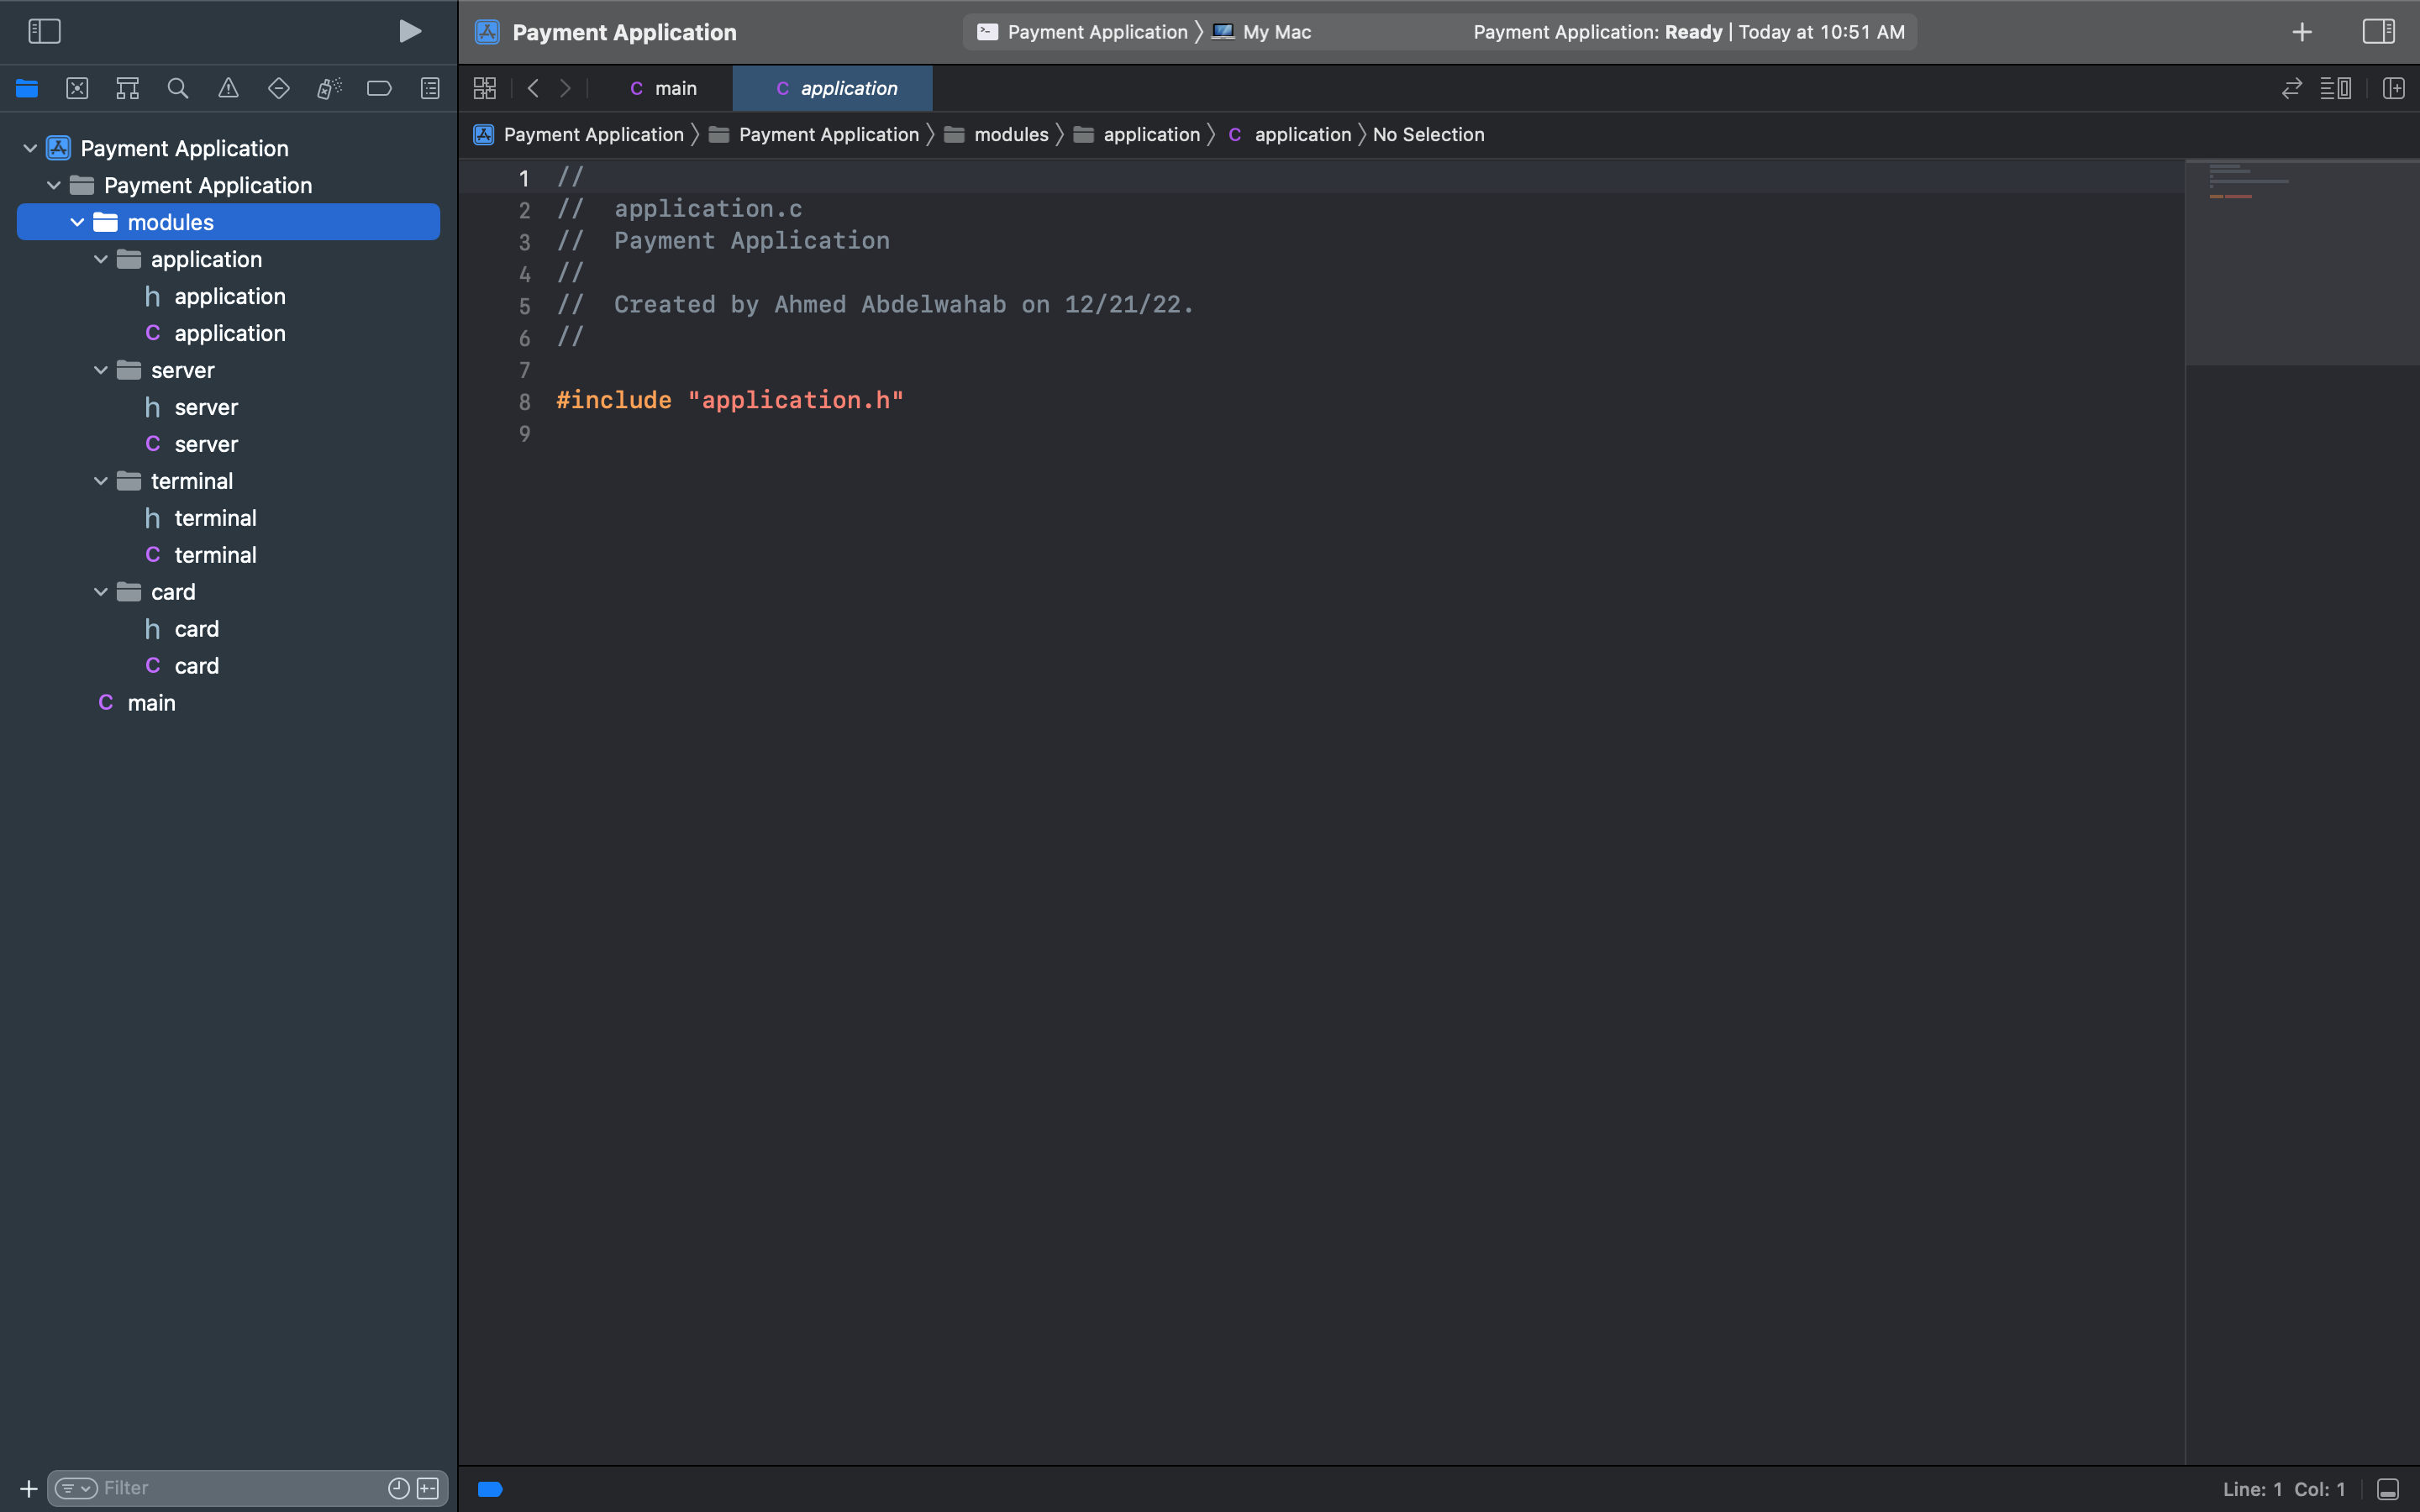 Payment Application
Payment Application 〉 My Mac
Payment Application: Ready | Today at 10:51 AM
C main
C application
Payment Application 〉 Payment Application 〉 modules 〉 application 〉 C application 〉 No Selection
Payment Application
Payment Application
modules
application
h application
C application
server
h server
C server
terminal
h terminal
C terminal
card
h card
C card
C main
1 //
2 //  application.c
3 //  Payment Application
4 //
5 //  Created by Ahmed Abdelwahab on 12/21/22.
6 //
7
8 #include "application.h"
9
Filter
Line: 1 Col: 1